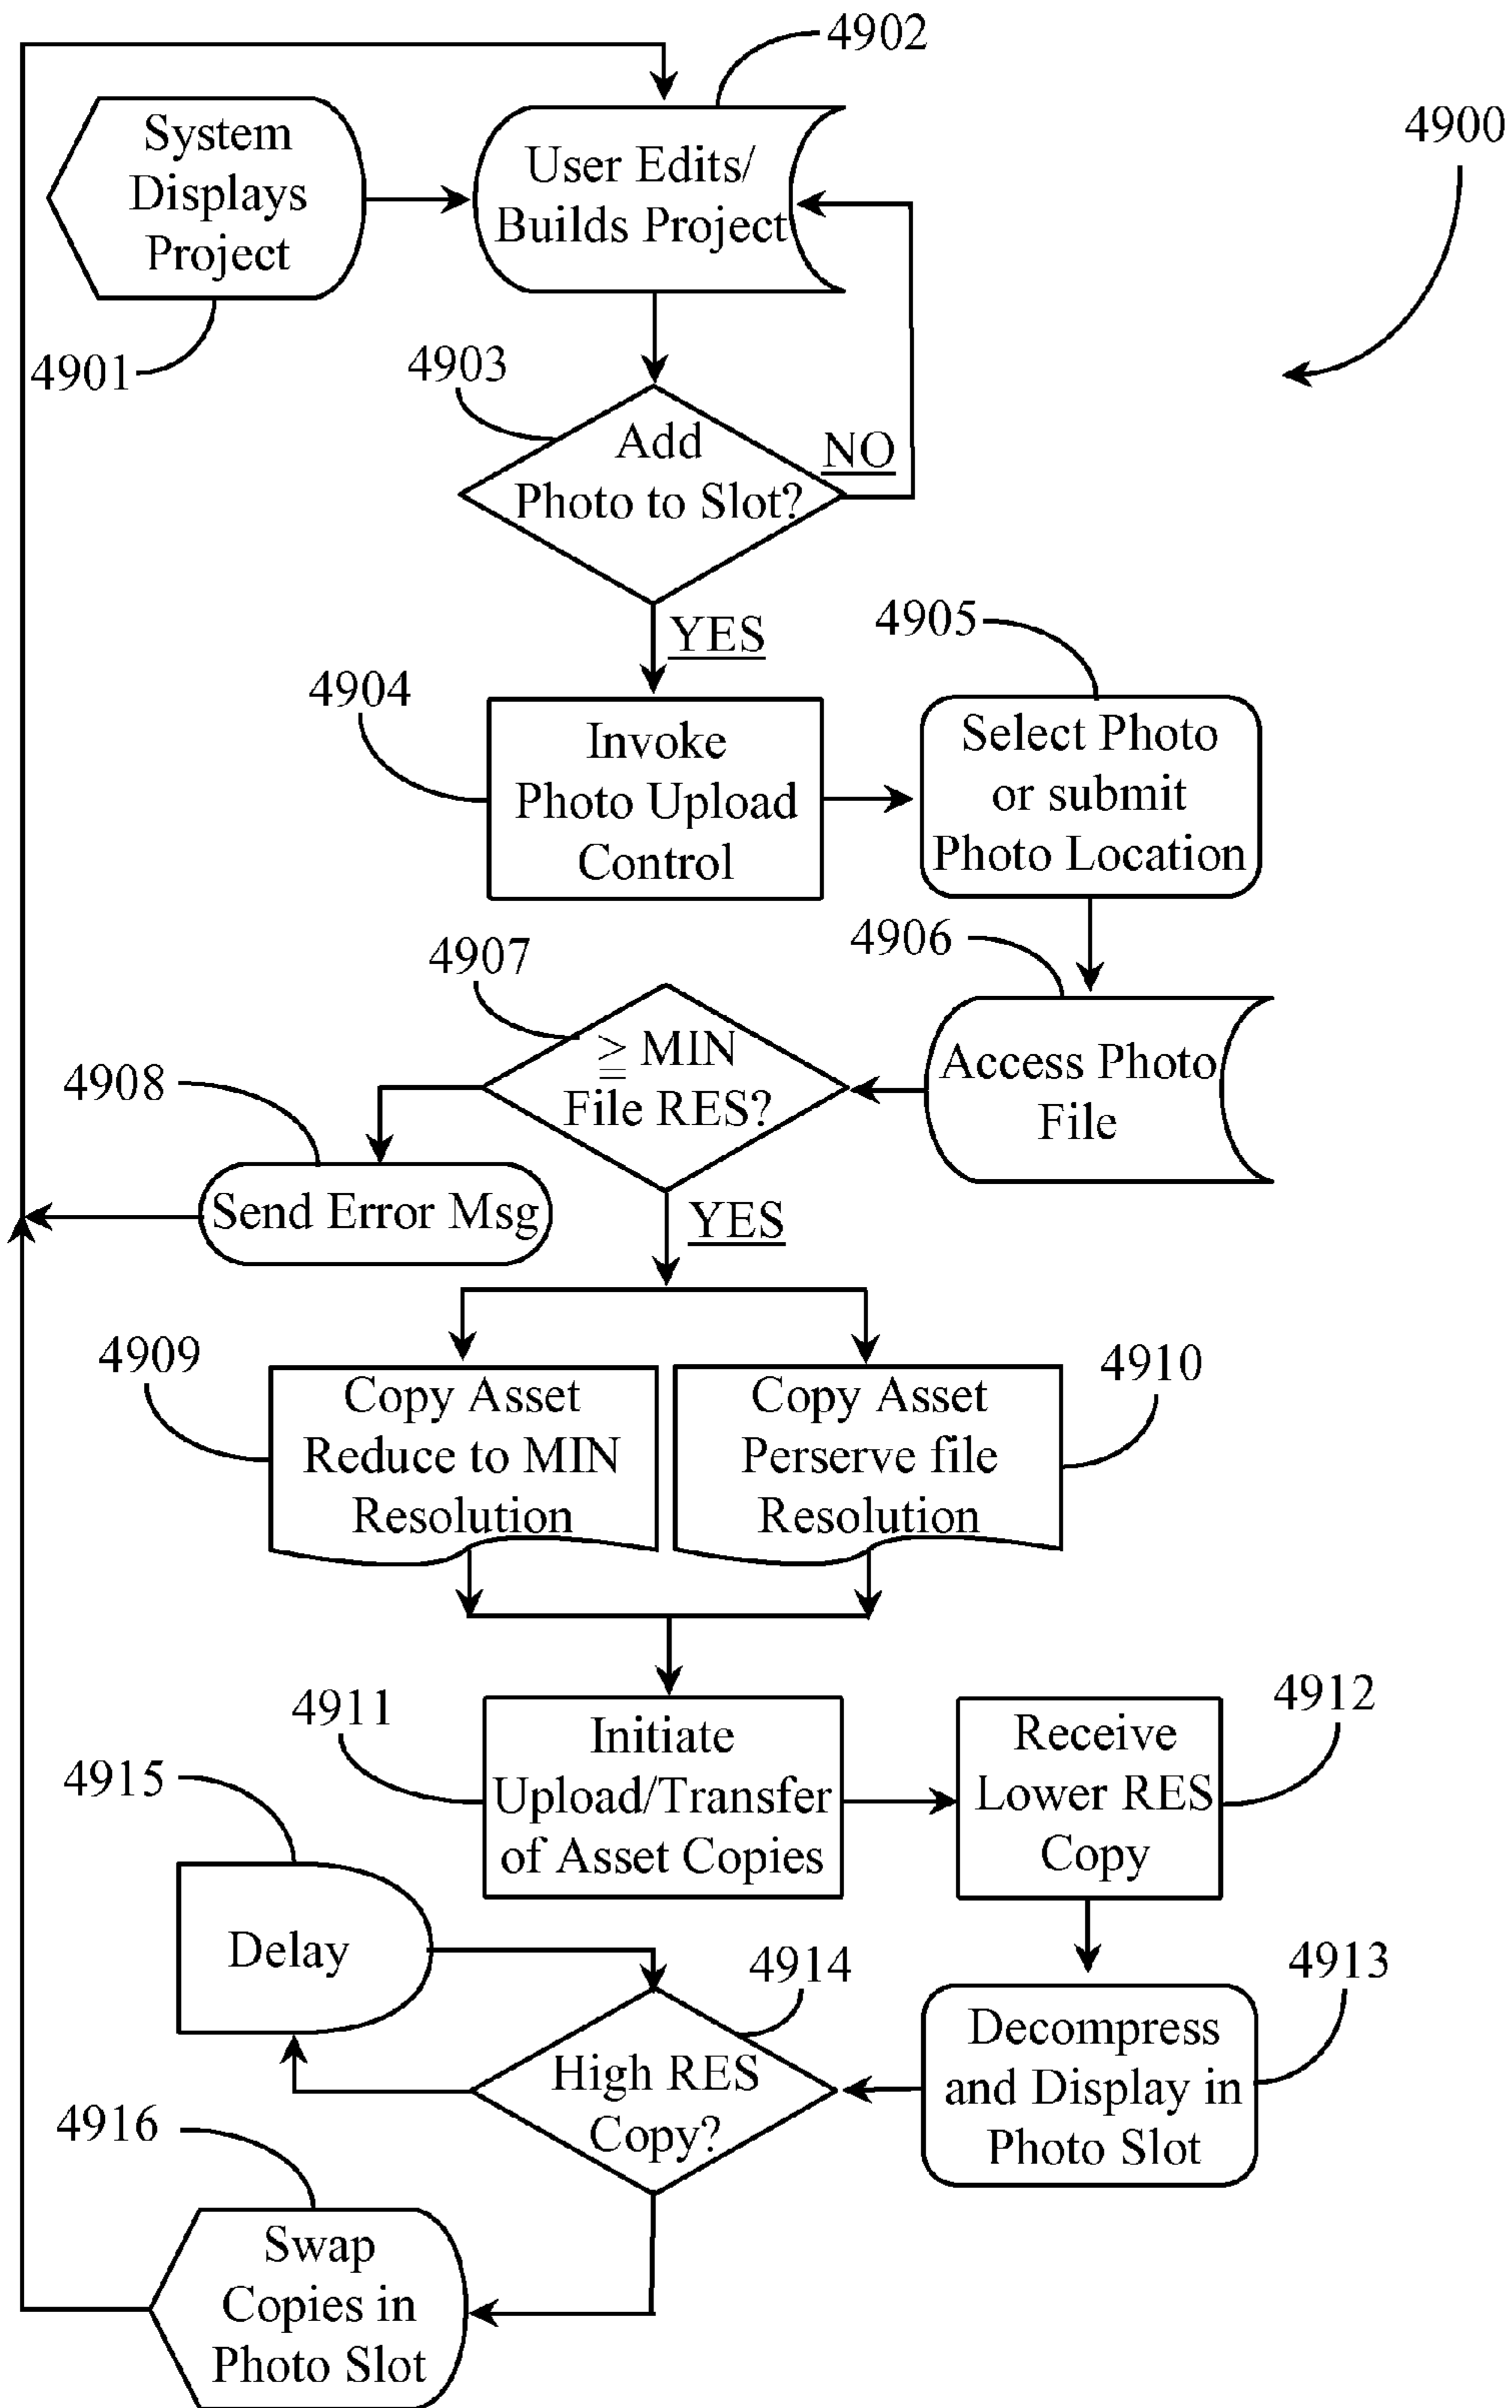 4902
4900
System
Displays
Project
User Edits/
Builds Project
4901
4903
Add
Photo to Slot?
NO
YES
4905
4904
Invoke
Photo Upload
Control
Select Photo
or submit
Photo Location
4907
4906
≧ MIN
File RES?
Access Photo
File
4908
Send Error Msg
YES
4909
4910
Copy Asset
Reduce to MIN
Resolution
Copy Asset
Perserve file
Resolution
4911
4912
Initiate
Upload/Transfer
of Asset Copies
Receive
Lower RES
Copy
4915
Delay
4914
4913
High RES
Copy?
Decompress
and Display in
Photo Slot
4916
Swap
Copies in
Photo Slot